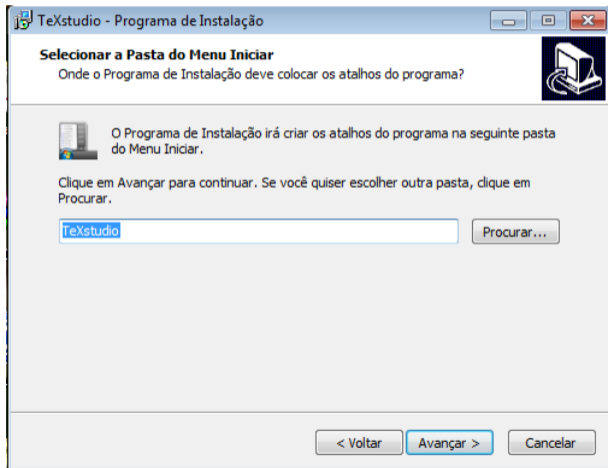 TeXstudio - Programa de Instalação
Selecionar a Pasta do Menu Iniciar
Onde o Programa de Instalação deve colocar os atalhos do programa?
O Programa de Instalação irá criar os atalhos do programa na seguinte pasta
do Menu Iniciar.
Clique em Avançar para continuar. Se você quiser escolher outra pasta, clique em
Procurar.
TeXstudio
Procurar...
< Voltar
Avançar >
Cancelar